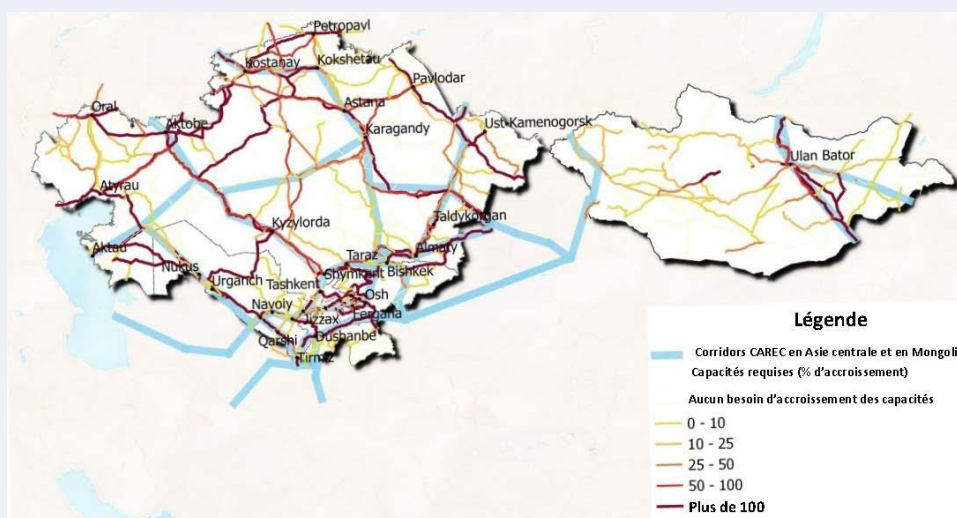 Petropavl
Kostanay
Kokshetau
Pavlodar
Oral
Astana
Aktobe
Karagandy
Ust-Kamenogorsk
Ulan Bator
Atyrau
Kyzylorda
Taldykorgan
Aktau
Taraz
Almaty
Nukus
Shymkent
Bishkek
Urganch
Tashkent
Osh
Navoiy
Jizzax
Fergana
Qarshi
Dushanbe
Tirmiz
Légende
Corridors CAREC en Asie centrale et en Mongoli
Capacités requises (% d'accroissement)
Aucun besoin d'accroissement des capacités
0 - 10
10 - 25
25 - 50
50 - 100
Plus de 100